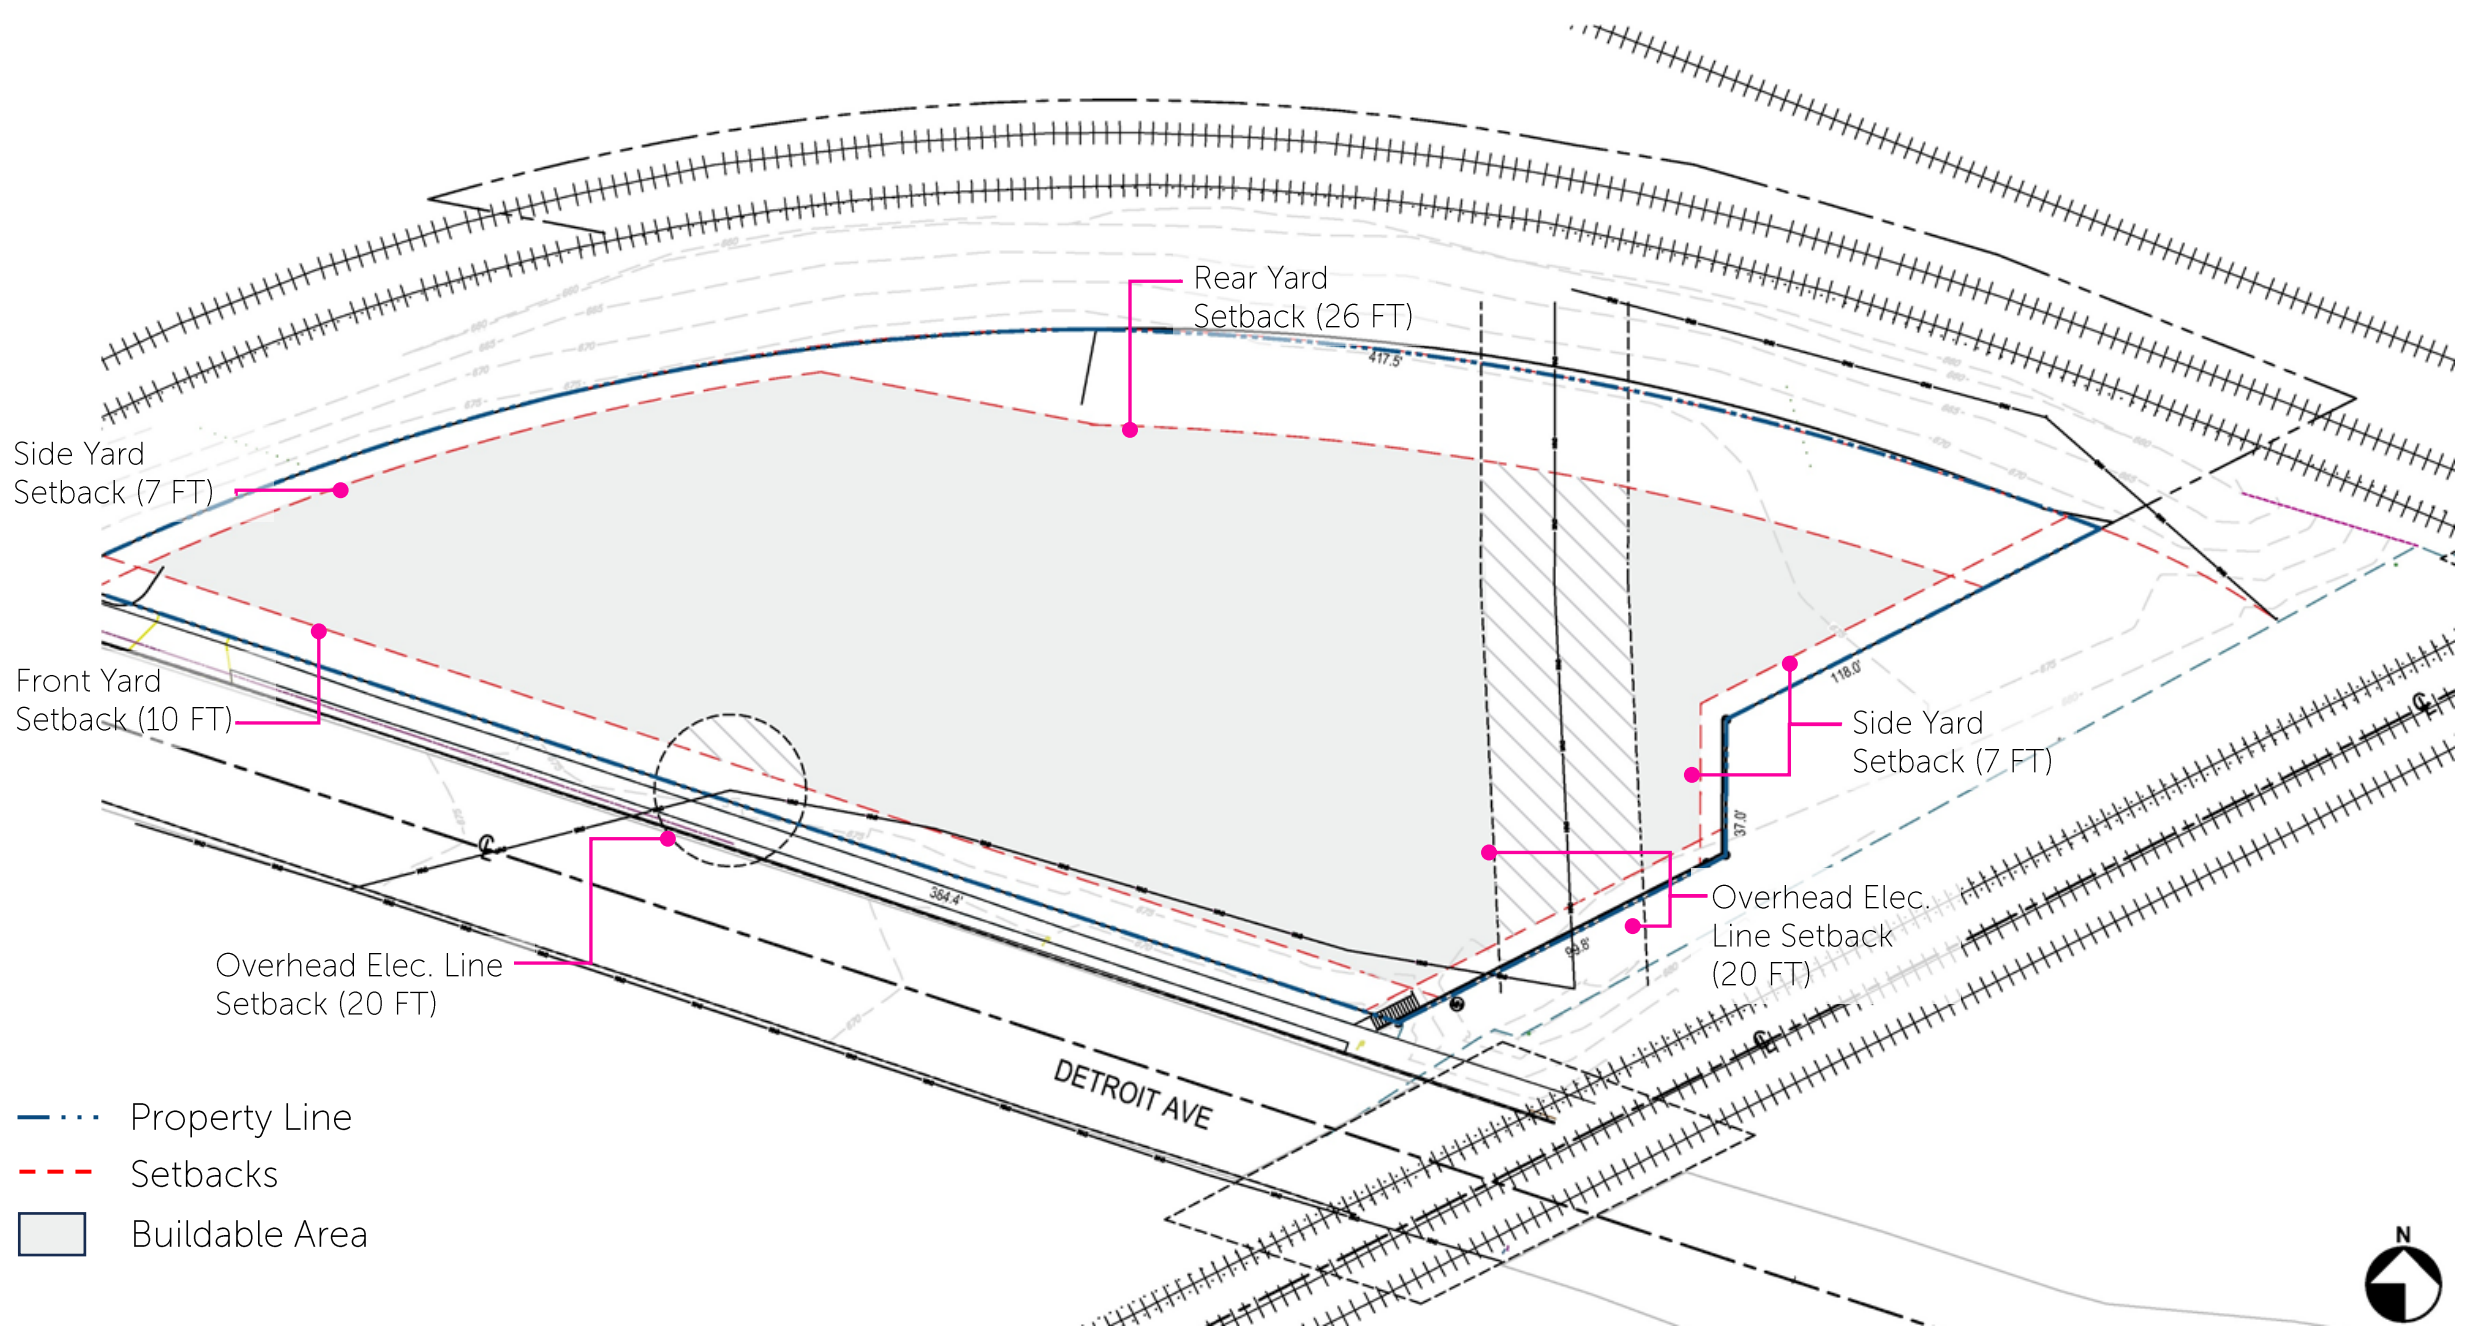 Rear Yard
Setback (26 FT)
417.5'
Side Yard
Setback (7 FT)
Front Yard
Setback (10 FT)
118.0'
Side Yard
Setback (7 FT)
37.0'
Overhead Elec.
Line Setback
(20 FT)
99.8'
384.4'
Overhead Elec. Line
Setback (20 FT)
DETROIT AVE
Property Line
Setbacks
Buildable Area
N